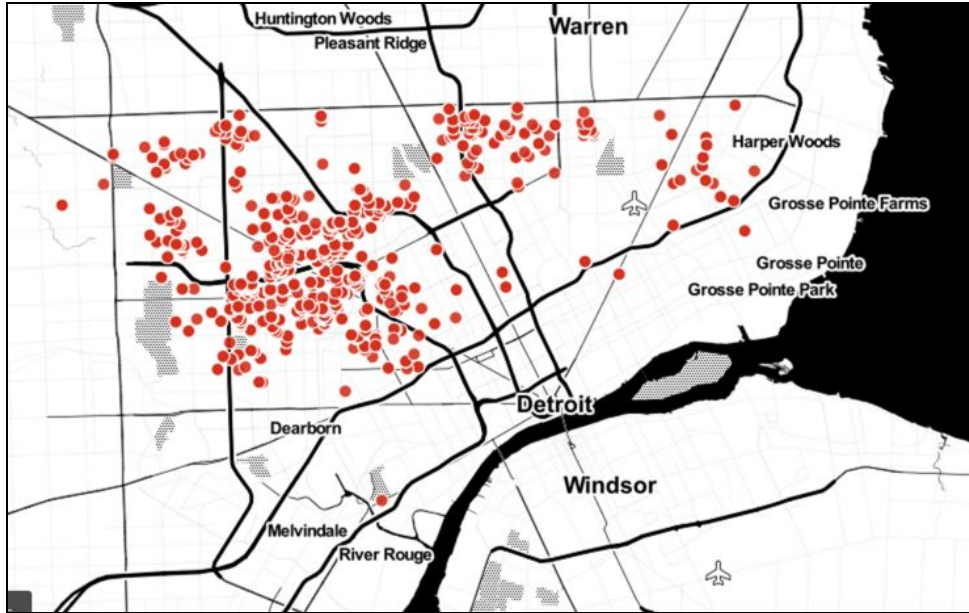 Huntington Woods
Warren
Pleasant Ridge
Harper Woods
Grosse Pointe Farms
Grosse Pointe
Grosse Pointe Park
Detroit
Dearborn
Windsor
Melvindale
River Rouge